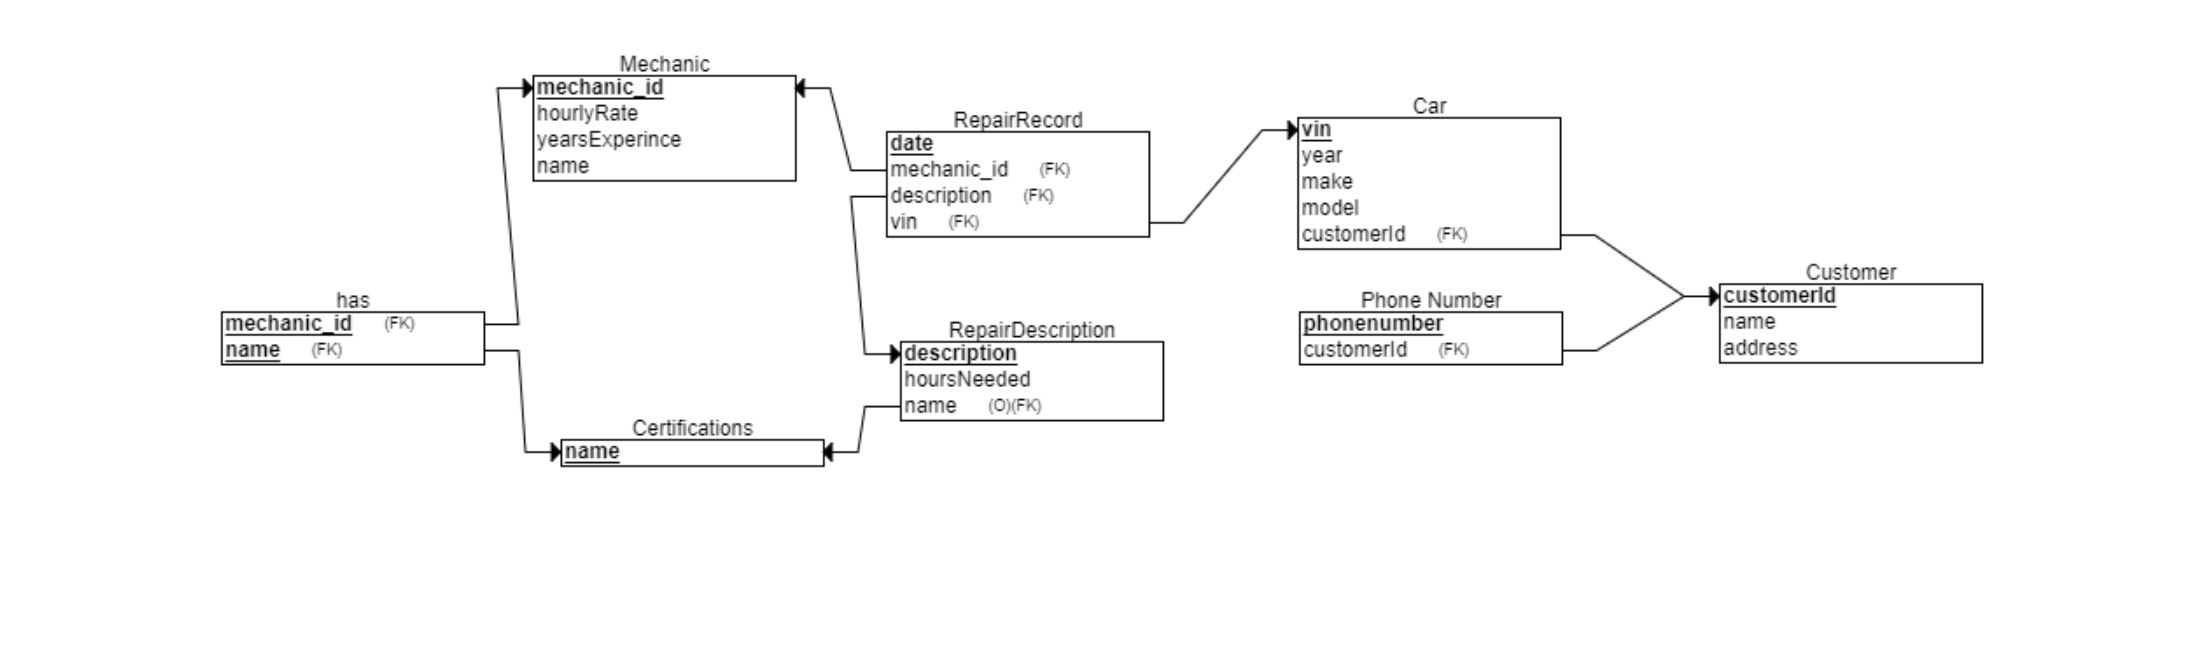 Mechanic
mechanic_id
hourlyRate
yearsExperince
name
RepairRecord
date
mechanic_id (FK)
description (FK)
vin (FK)
Car
vin
year
make
model
customerId (FK)
Customer
customerId
name
address
Phone Number
phonenumber
customerId (FK)
has
mechanic_id (FK)
name (FK)
RepairDescription
description
hoursNeeded
name (O)(FK)
Certifications
name